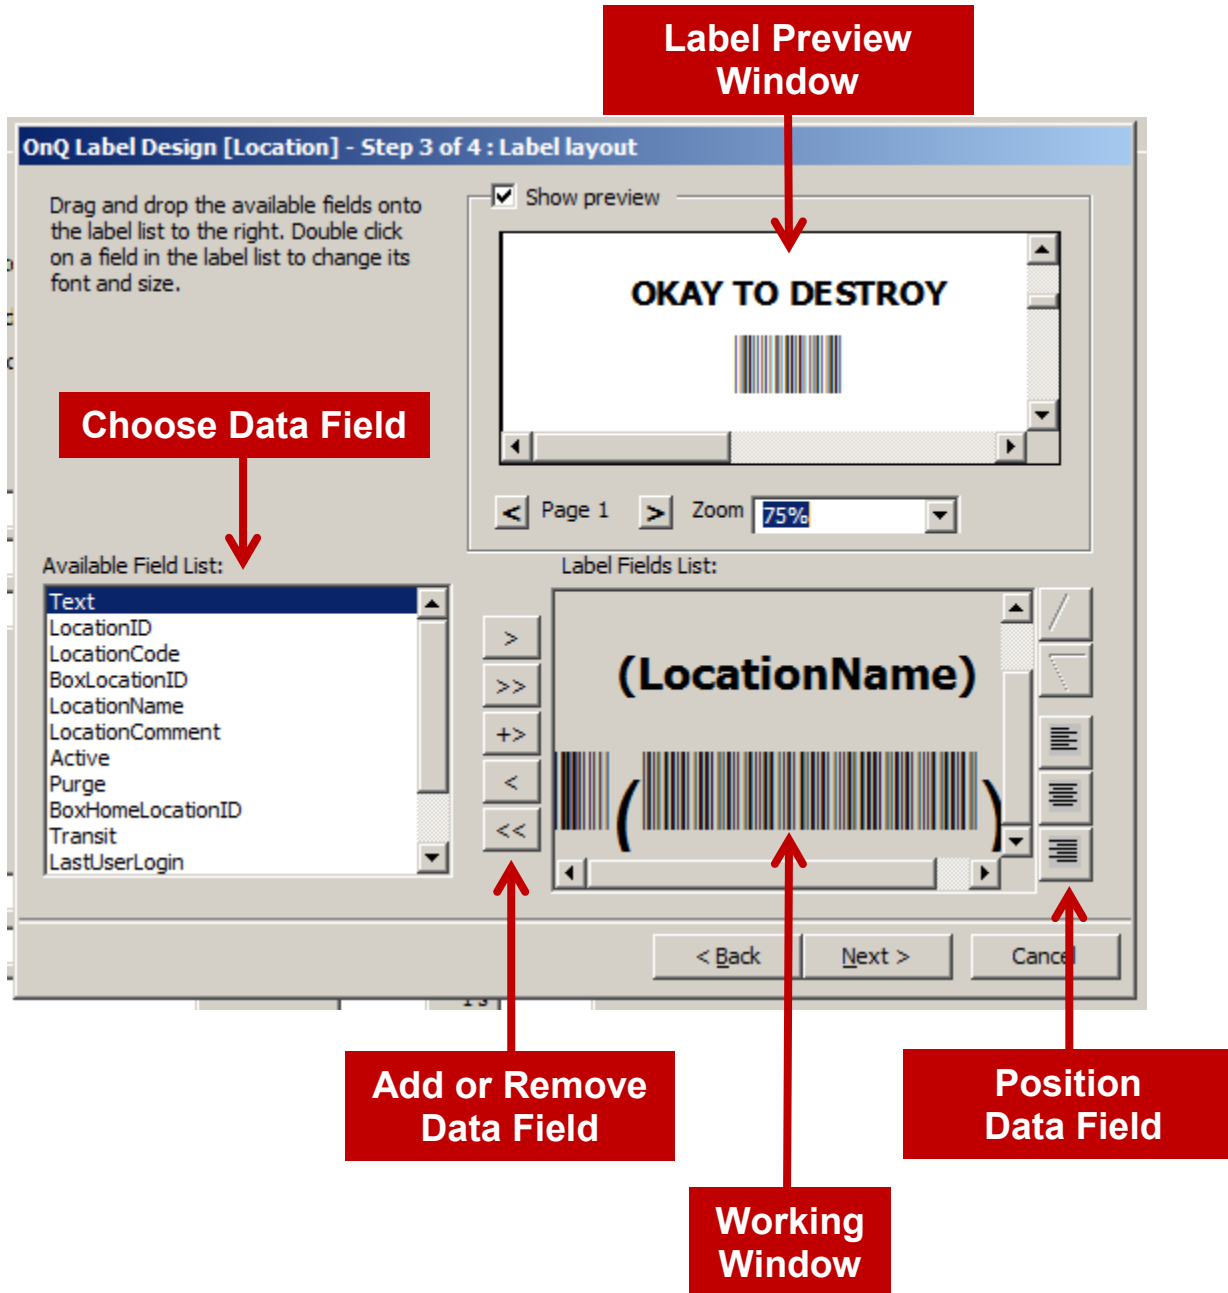 Label Preview
Window
OnQ Label Design [Location] - Step 3 of 4 : Label layout
Drag and drop the available fields onto
the label list to the right. Double click
on a field in the label list to change its
font and size.
Show preview
OKAY TO DESTROY
Choose Data Field
< Page 1 > Zoom 75%
Available Field List:
Label Fields List:
Text
LocationID
LocationCode
BoxLocationID
LocationName
LocationComment
Active
Purge
BoxHomeLocationID
Transit
LastUserLogin
>
>>
+>
<
<<
(LocationName)
( )
< Back
Next >
Cancel
Add or Remove
Data Field
Position
Data Field
Working
Window